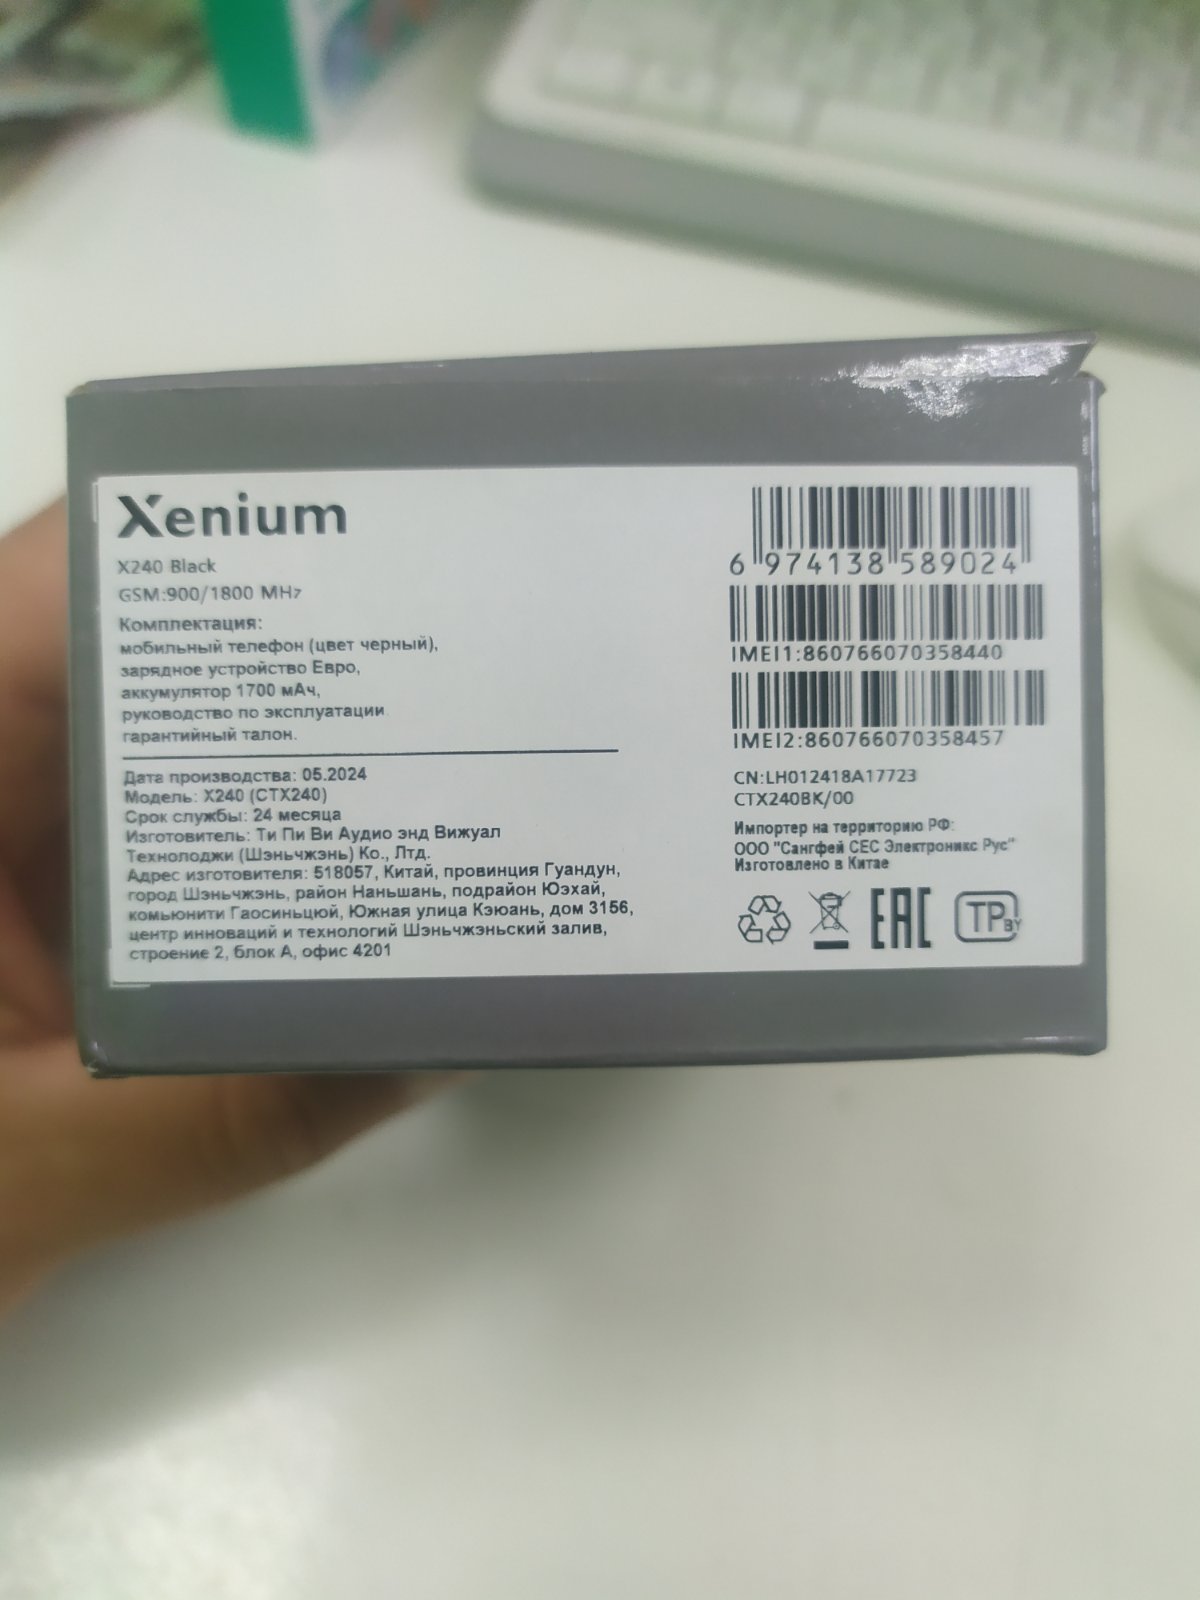 Xenium
X240 Black
GSM:900/1800 MHz
Комплектация:
мобильный телефон (цвет черный),
зарядное устройство Евро,
аккумулятор 1700 мАч,
руководство по эксплуатации
гарантийный талон.
Дата производства: 05.2024
Модель: X240 (CTX240)
Срок службы: 24 месяца
Изготовитель: Ти Пи Ви Аудио энд Вижуал
Технолоджи (Шэньчжэнь) Ко., Лтд.
Адрес изготовителя: 518057, Китай, провинция Гуандун,
город Шэньчжэнь, район Наньшань, подрайон Юэхай,
комьюнити Гаосиньцюй, Южная улица Кэюань, дом 3156,
центр инноваций и технологий Шэньчжэньский залив,
строение 2, блок А, офис 4201
6 974138 589024
IMEI1:860766070358440
IMEI2:860766070358457
CN:LH012418A17723
CTX240BK/00
Импортер на территорию РФ:
ООО "Сангфей СЕС Электроникс Рус"
Изготовлено в Китае
EAC
TP BY